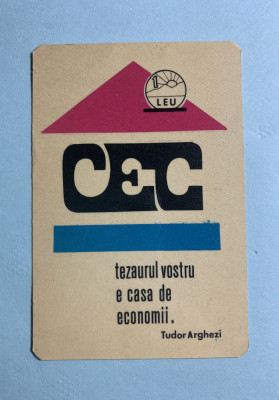 LEU
CEC
tezaurul vostru
e casa de
economii.
Tudor Arghezi